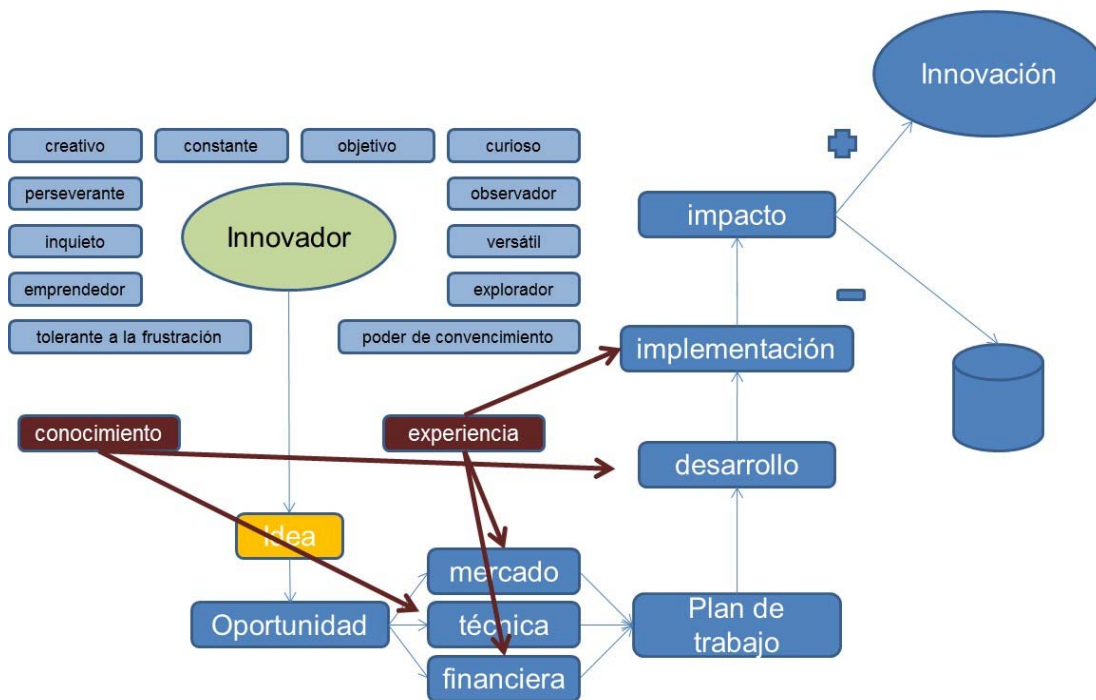 Innovación
creativo
constante
objetivo
curioso
perseverante
observador
impacto
Innovador
inquieto
versátil
emprendedor
explorador
tolerante a la frustración
poder de convencimiento
implementación
conocimiento
experiencia
desarrollo
Idea
mercado
Oportunidad
técnica
Plan de
trabajo
financiera